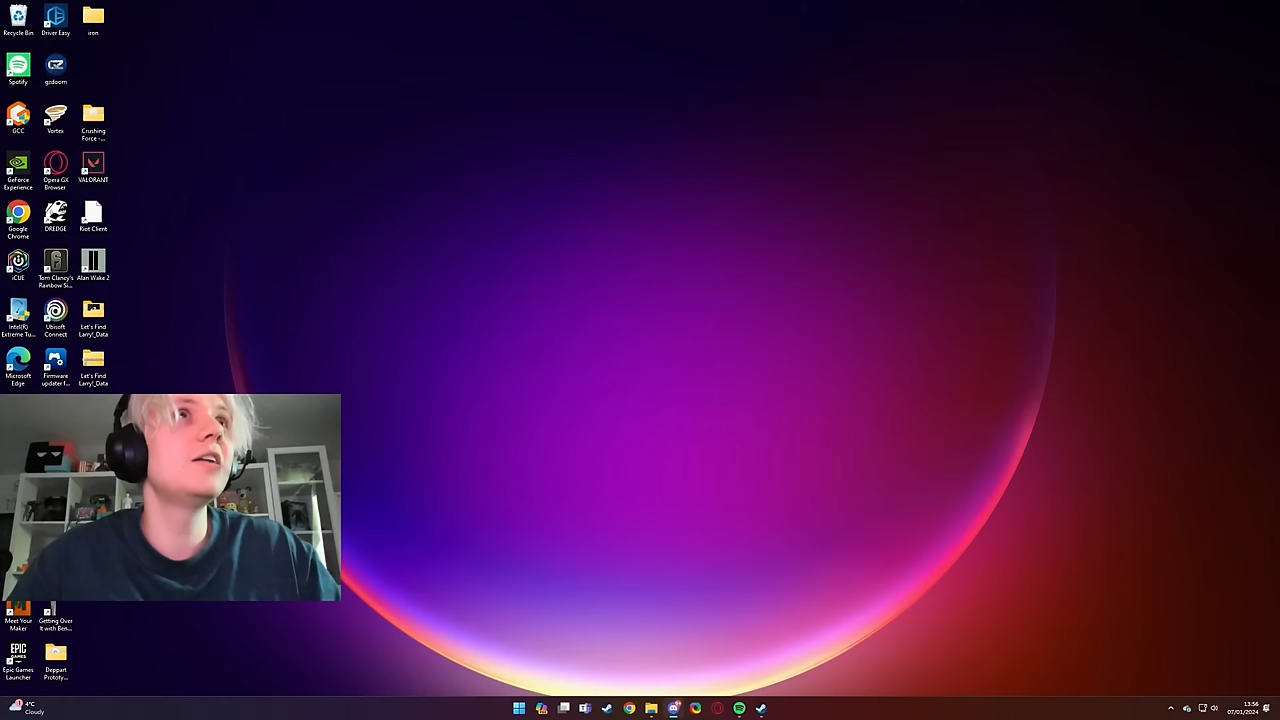 Recycle Bin
Driver Easy
iron
Spotify
gzdoom
GCC
Vortex
Crushing
Force -...
GeForce
Experience
Opera GX
Browser
VALORANT
Google
Chrome
DREDGE
Riot Client
iCUE
Tom Clancy's
Rainbow Si...
Alan Wake 2
Intel(R)
Extreme Tu...
Ubisoft
Connect
Let's Find
Larry!_Data
Microsoft
Edge
Firmware
updater f...
Let's Find
Larry!_Data
Meet Your
Maker
Getting Over
It with Ben...
EPIC
GAMES
Epic Games
Launcher
Deppart
Prototy...
4°C
Cloudy
13:56
07/01/2024